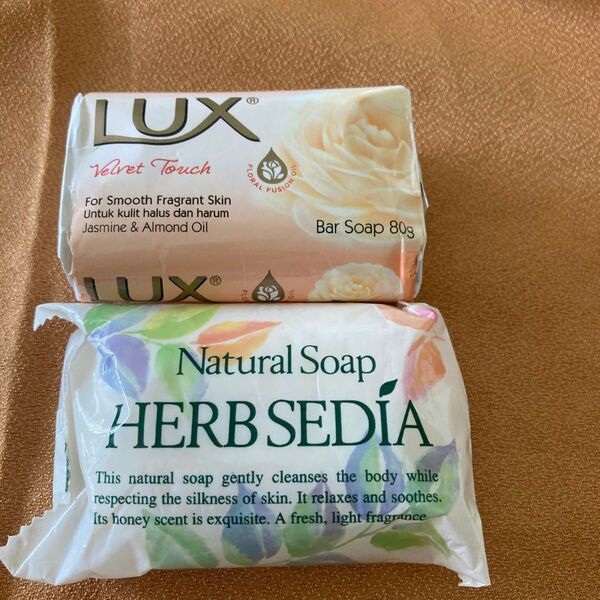 LUX®
Velvet Touch
FLORAL FUSION OIL
For Smooth Fragrant Skin
Untuk kulit halus dan harum
Jasmine & Almond Oil
Bar Soap 80g
LUX®
Natural Soap
HERB SEDIA
This natural soap gently cleanses the body while
respecting the silkness of skin. It relaxes and soothes.
Its honey scent is exquisite. A fresh, light fragrance